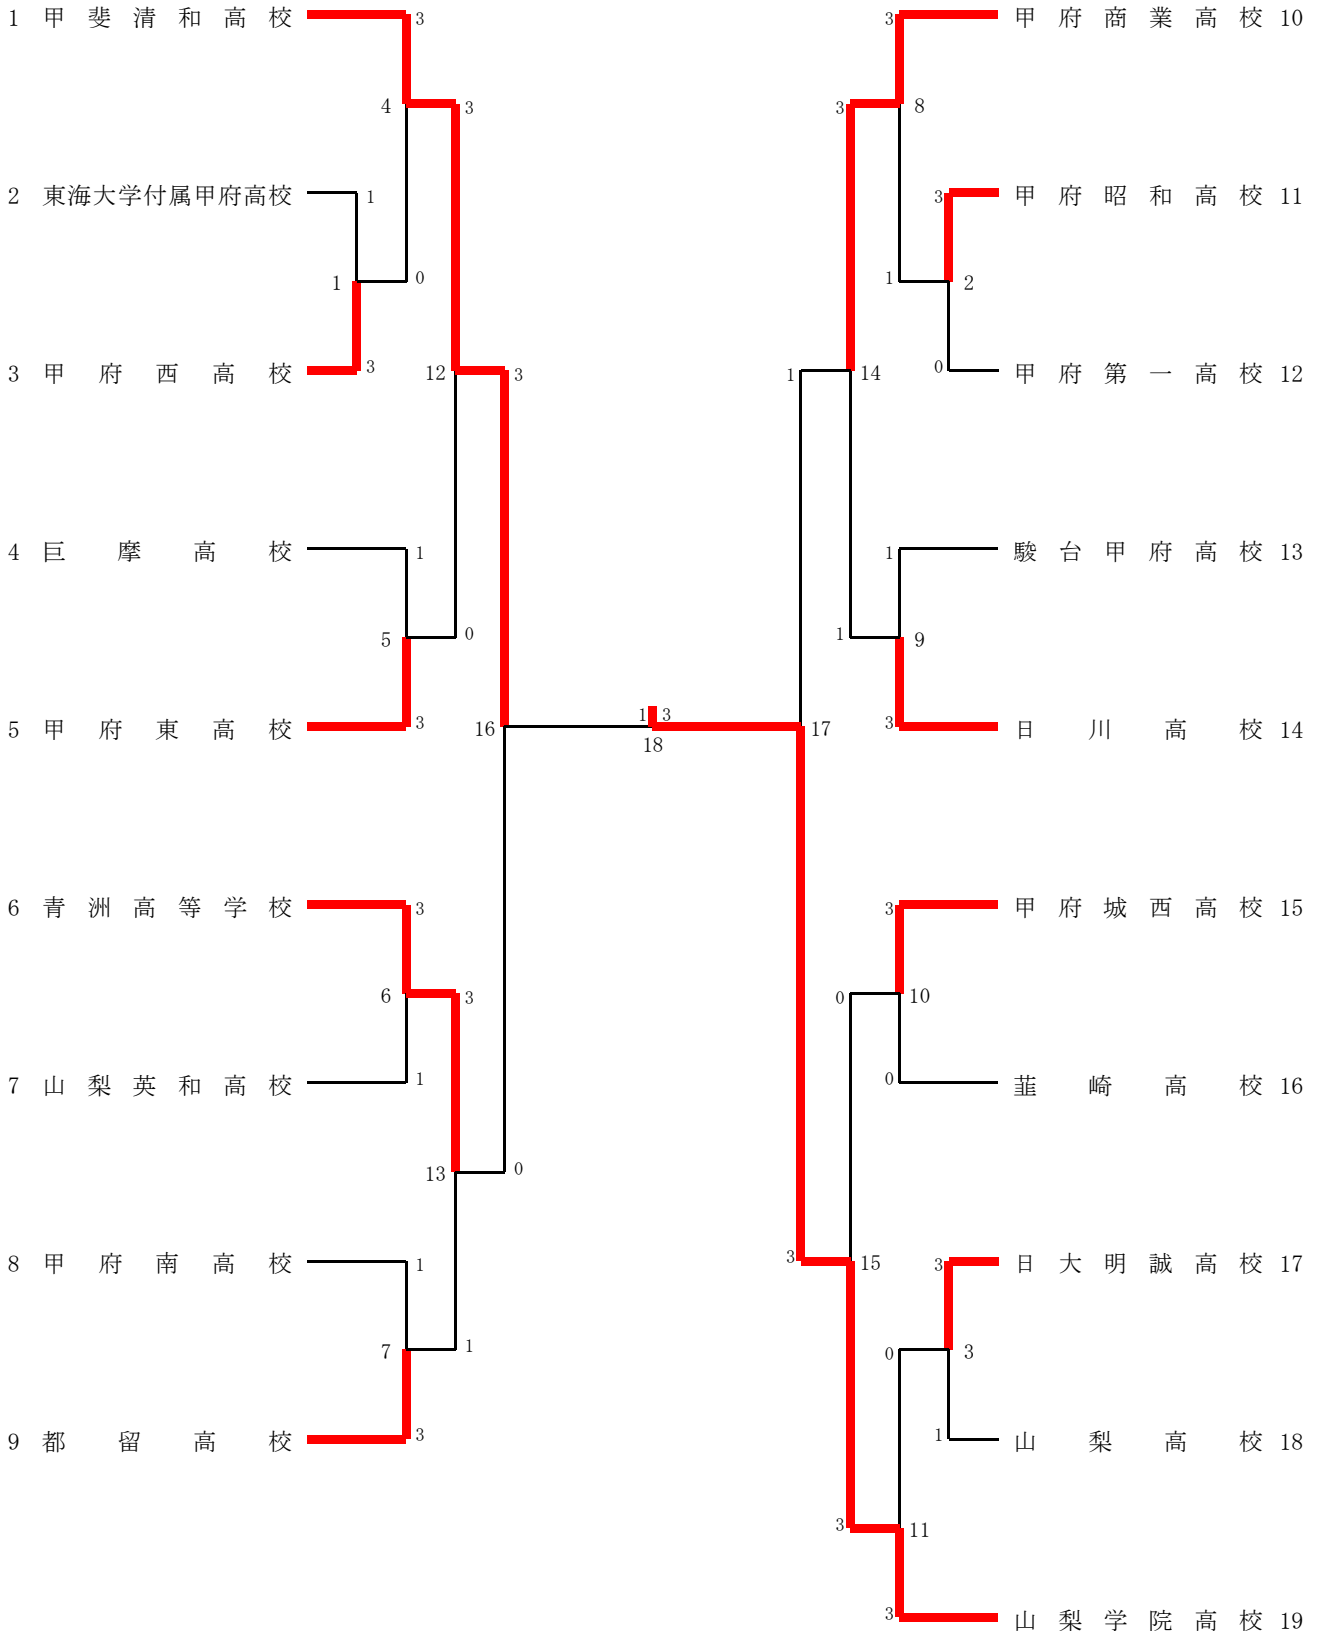 1 甲斐清和高校 3 3 甲府商業高校 10
4 3 3 8
2 東海大学付属甲府高校 1 3 甲府昭和高校 11
1 0 1 2
3 甲府西高校 3 12 3 1 14 0 甲府第一高校 12
4 巨摩高校 1 1 駿台甲府高校 13
5 0 1 9
5 甲府東高校 3 16 1 3 17 3 日川高校 14
18
6 青洲高等学校 3 3 甲府城西高校 15
6 3 0 10
7 山梨英和高校 1 0 韮崎高校 16
13 0
8 甲府南高校 1 3 15 3 日大明誠高校 17
7 1 0 3
9 都留高校 3 1 山梨高校 18
3 11
3 山梨学院高校 19